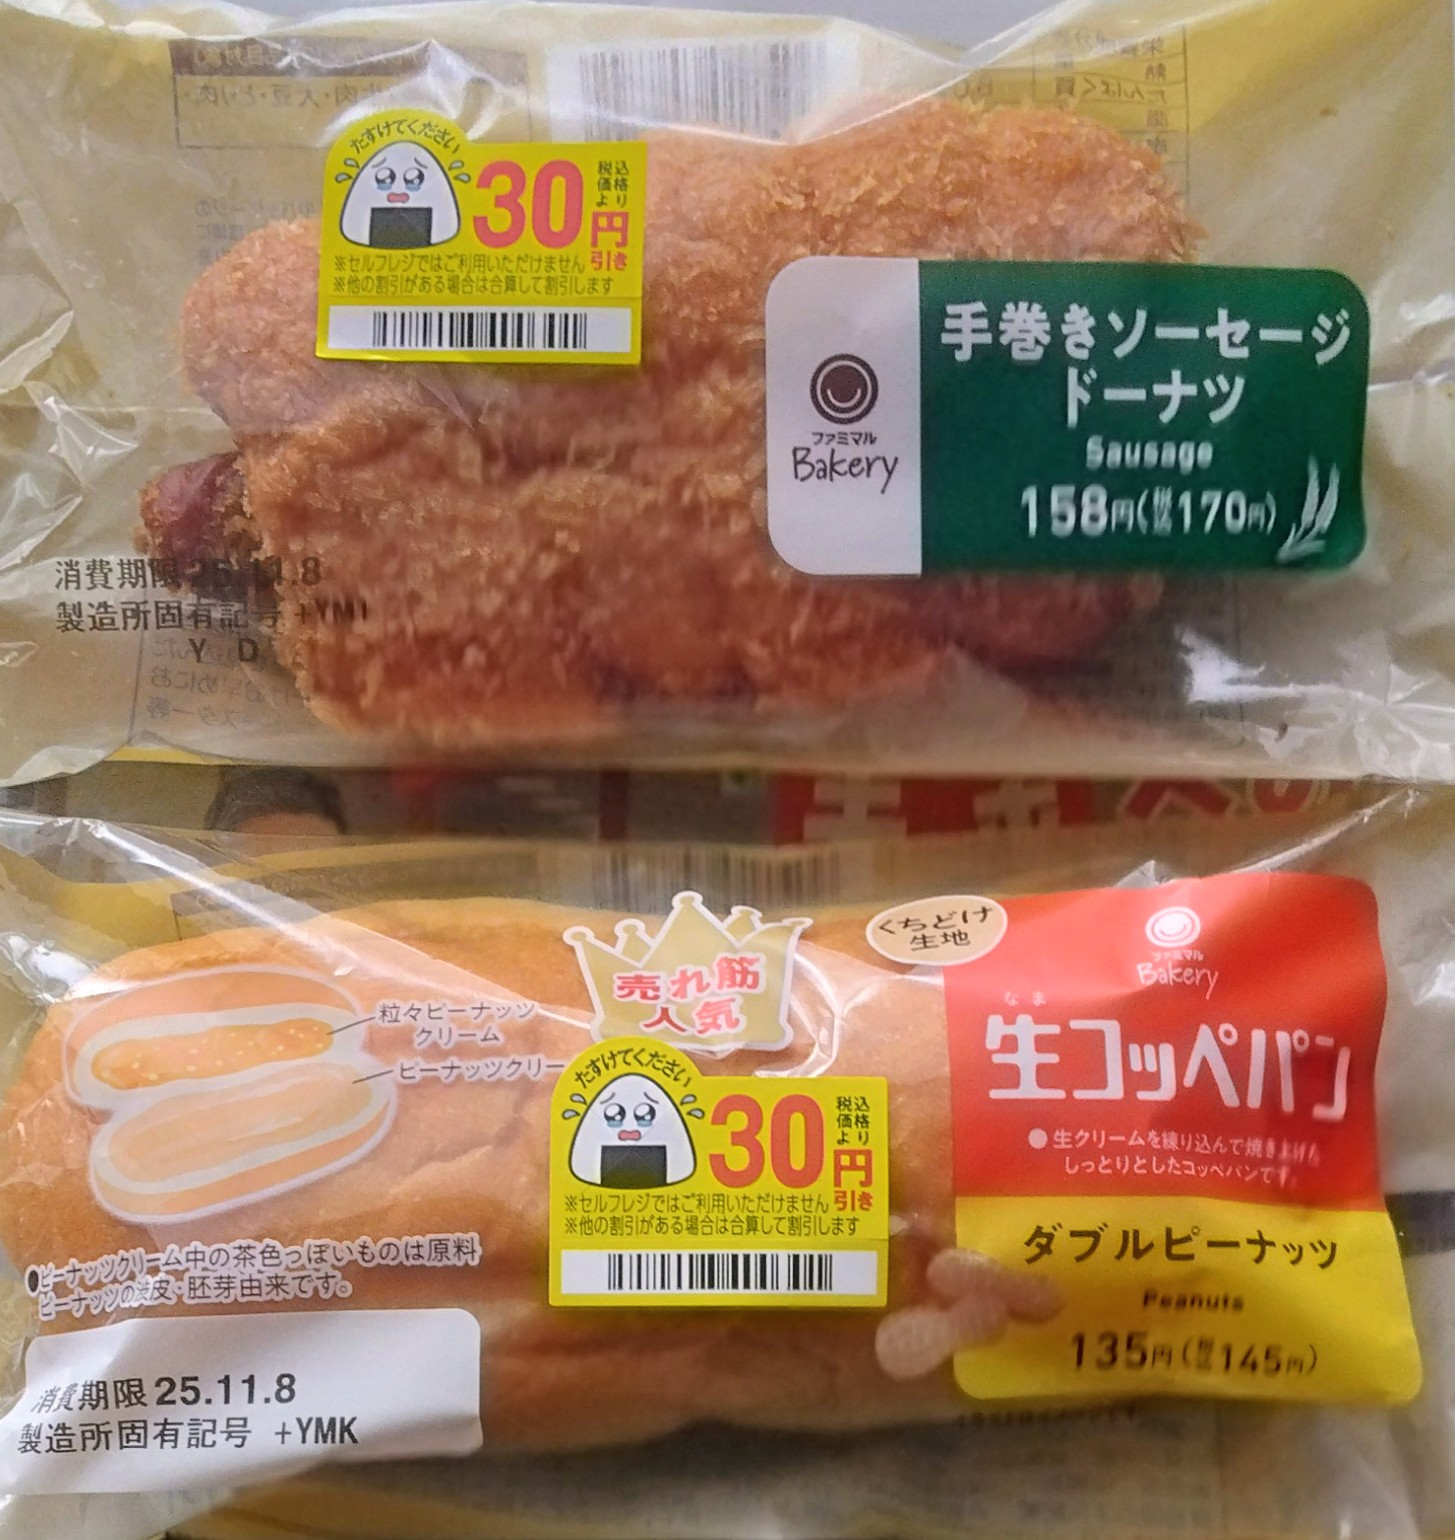 たすけてください
30円引き
税込価格より
※セルフレジではご利用いただけません
※他の割引がある場合は合算して割引します
ファミマル
Bakery
手巻きソーセージ
ドーナツ
Sausage
158円(税込170円)
消費期限 25.11.8
製造所固有記号 +YM1
Y D
くちどけ
生地
売れ筋
人気
ファミマル
Bakery
なま
生コッペパン
●生クリームを練り込んで焼き上げた
しっとりとしたコッペパンです。
粒々ピーナッツ
クリーム
ピーナッツクリー
たすけてください
30円引き
税込価格より
※セルフレジではご利用いただけません
※他の割引がある場合は合算して割引します
ダブルピーナッツ
Peanuts
135円(税込145円)
●ピーナッツクリーム中の茶色っぽいものは原料
ピーナッツの渋皮・胚芽由来です。
消費期限 25.11.8
製造所固有記号 +YMK